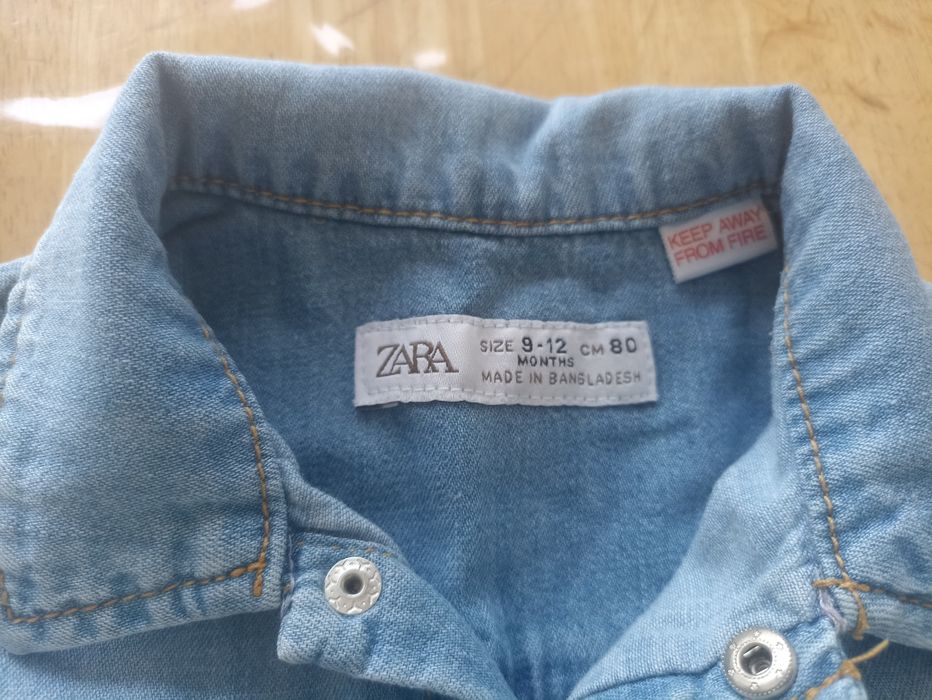 KEEP AWAY
FROM FIRE
ZARA
SIZE 9-12 CM 80
MONTHS
MADE IN BANGLADESH